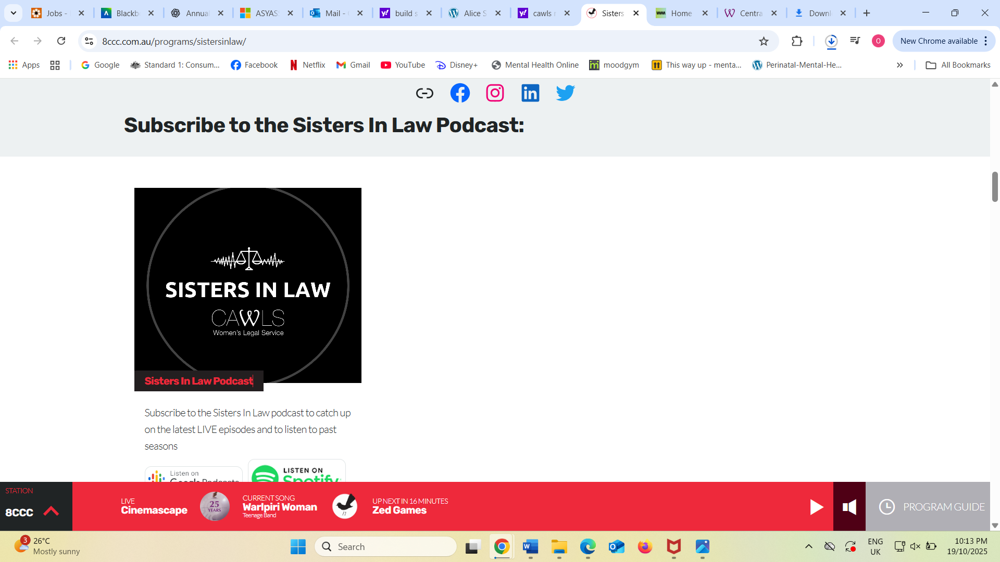 Jobs -
Blackb
Annua
ASYAS
Mail -
build s
Alice S
cawls r
Sisters
Home
Centra
Downl
8ccc.com.au/programs/sistersinlaw/
O
New Chrome available
Apps
Google
Standard 1: Consum...
Facebook
Netflix
Gmail
YouTube
Disney+
Mental Health Online
moodgym
This way up - menta...
Perinatal-Mental-He...
All Bookmarks
Subscribe to the Sisters In Law Podcast:
SISTERS IN LAW
CAWLS
Women's Legal Service
Sisters In Law Podcast
Subscribe to the Sisters In Law podcast to catch up
on the latest LIVE episodes and to listen to past
seasons
Listen on
Google Podcasts
LISTEN ON
Spotify
STATION
8CCC
LIVE
Cinemascape
25
YEARS
CURRENT SONG
Warlpiri Woman
Teenage Band
UP NEXT IN 16 MINUTES
Zed Games
PROGRAM GUIDE
3
26°C
Mostly sunny
Search
ENG
UK
10:13 PM
19/10/2025